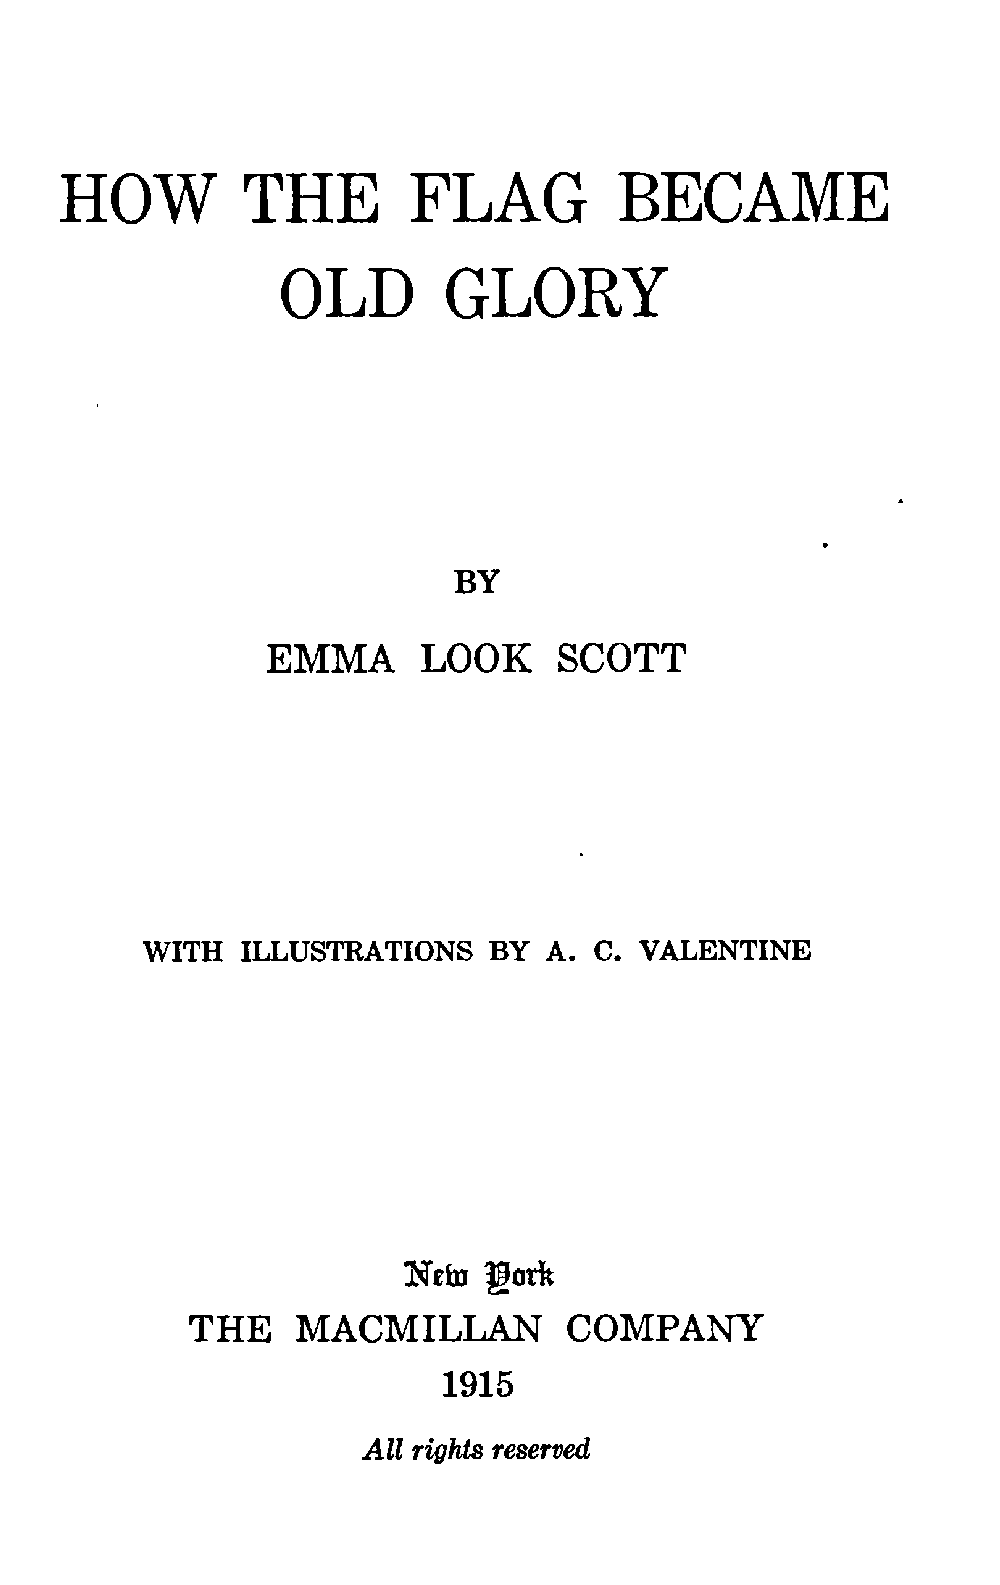 HOW THE FLAG BECAME
OLD GLORY
BY
EMMA LOOK SCOTT
WITH ILLUSTRATIONS BY A. C. VALENTINE
New York
THE MACMILLAN COMPANY
1915
All rights reserved